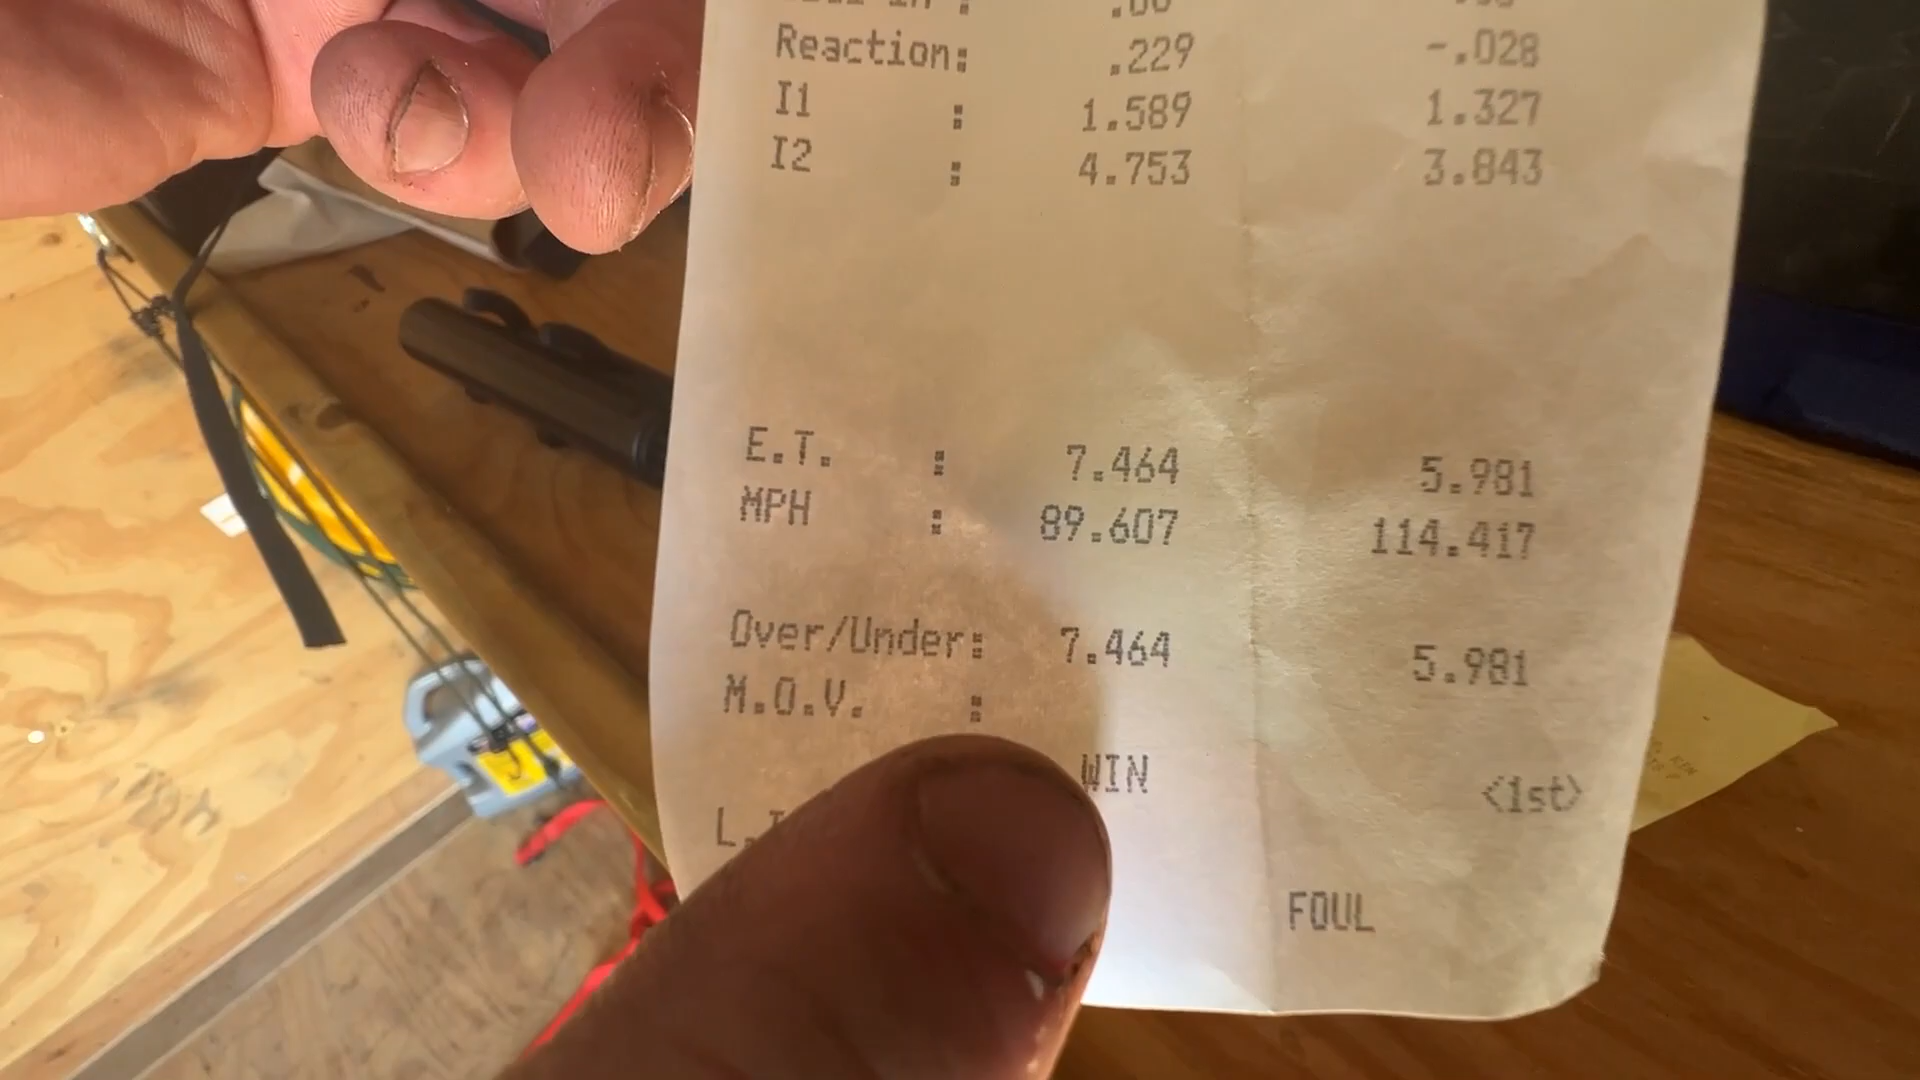 Reaction: .229 -.028
I1 : 1.589 1.327
I2 : 4.753 3.843
E.T. : 7.464 5.981
MPH : 89.607 114.417
Over/Under: 7.464 5.981
M.O.V. :
WIN <1st>
FOUL